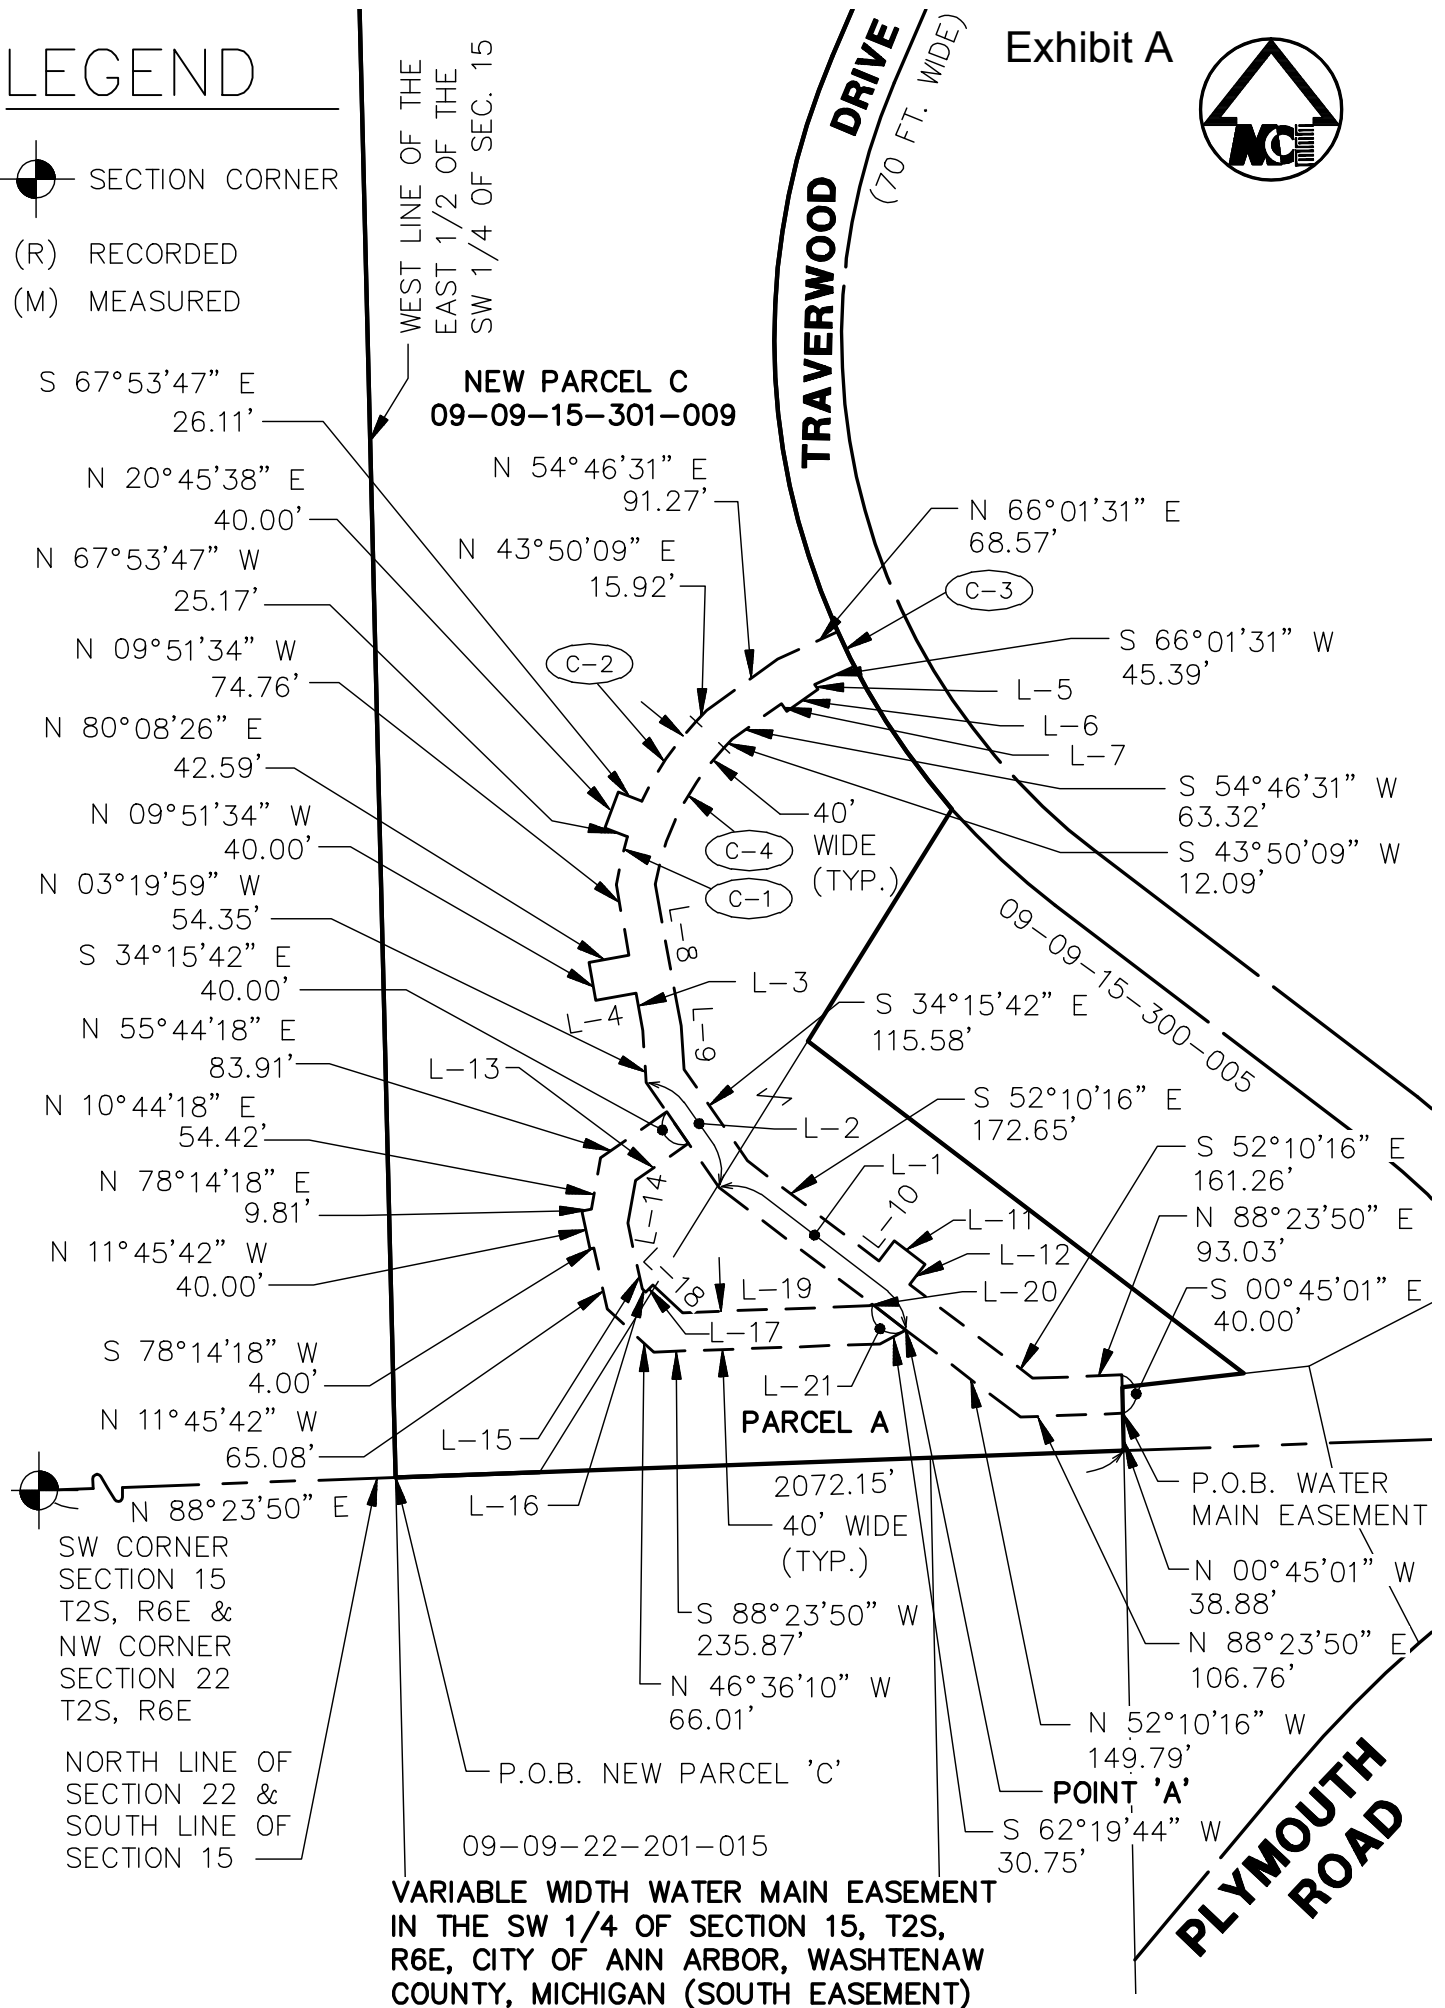 Exhibit A
LEGEND
SECTION CORNER
(R) RECORDED
(M) MEASURED
WEST LINE OF THE
EAST 1/2 OF THE
SW 1/4 OF SEC. 15
TRAVERWOOD DRIVE
(70 FT. WIDE)
NCE
NEW PARCEL C
09-09-15-301-009
S 67°53'47" E
26.11'
N 20°45'38" E
40.00'
N 67°53'47" W
25.17'
N 09°51'34" W
74.76'
N 80°08'26" E
42.59'
N 09°51'34" W
40.00'
N 03°19'59" W
54.35'
S 34°15'42" E
40.00'
N 55°44'18" E
83.91'
N 10°44'18" E
54.42'
N 78°14'18" E
9.81'
N 11°45'42" W
40.00'
S 78°14'18" W
4.00'
N 11°45'42" W
65.08'
N 54°46'31" E
91.27'
N 43°50'09" E
15.92'
N 66°01'31" E
68.57'
C-3
C-2
S 66°01'31" W
45.39'
L-5
L-6
L-7
S 54°46'31" W
63.32'
S 43°50'09" W
12.09'
40'
WIDE
(TYP.)
C-4
C-1
L-8
L-3
L-4
L-9
S 34°15'42" E
115.58'
09-09-15-300-005
L-13
L-2
S 52°10'16" E
172.65'
L-1
L-14
L-10
L-11
L-12
S 52°10'16" E
161.26'
N 88°23'50" E
93.03'
S 00°45'01" E
40.00'
L-18
L-19
L-20
L-17
L-21
L-15
L-16
PARCEL A
2072.15'
40' WIDE
(TYP.)
N 88°23'50" E
SW CORNER
SECTION 15
T2S, R6E &
NW CORNER
SECTION 22
T2S, R6E
NORTH LINE OF
SECTION 22 &
SOUTH LINE OF
SECTION 15
S 88°23'50" W
235.87'
N 46°36'10" W
66.01'
P.O.B. NEW PARCEL 'C'
09-09-22-201-015
P.O.B. WATER
MAIN EASEMENT
N 00°45'01" W
38.88'
N 88°23'50" E
106.76'
N 52°10'16" W
149.79'
POINT 'A'
S 62°19'44" W
30.75'
PLYMOUTH
ROAD
VARIABLE WIDTH WATER MAIN EASEMENT
IN THE SW 1/4 OF SECTION 15, T2S,
R6E, CITY OF ANN ARBOR, WASHTENAW
COUNTY, MICHIGAN (SOUTH EASEMENT)